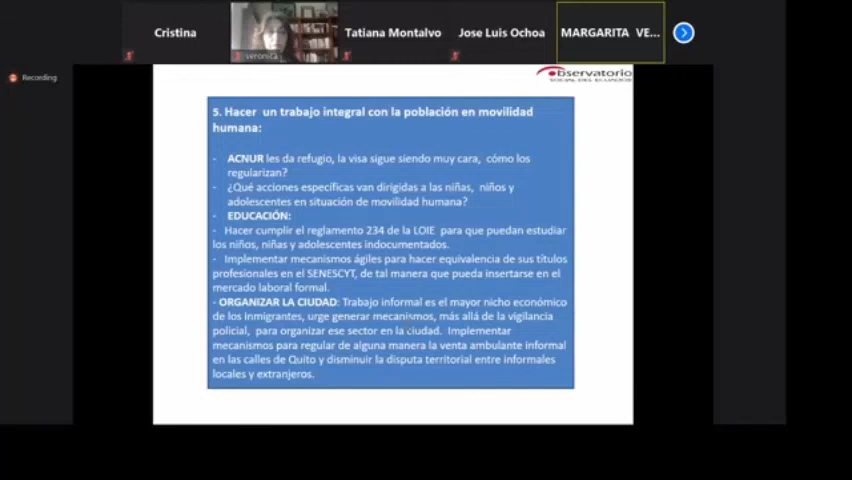 Cristina
veronica
Tatiana Montalvo
Jose Luis Ochoa
MARGARITA VE...
Recording
Observatorio
SOCIAL DEL ECUADOR
5. Hacer un trabajo integral con la población en movilidad
humana:
- ACNUR les da refugio, la visa sigue siendo muy cara, cómo los
regularizan?
- ¿Qué acciones específicas van dirigidas a las niñas, niños y
adolescentes en situación de movilidad humana?
- EDUCACIÓN:
- Hacer cumplir el reglamento 234 de la LOIE para que puedan estudiar
los niños, niñas y adolescentes indocumentados.
- Implementar mecanismos ágiles para hacer equivalencia de sus títulos
profesionales en el SENESCYT, de tal manera que pueda insertarse en el
mercado laboral formal.
- ORGANIZAR LA CIUDAD: Trabajo informal es el mayor nicho económico
de los inmigrantes, urge generar mecanismos, más allá de la vigilancia
policial, para organizar ese sector en la ciudad. Implementar
mecanismos para regular de alguna manera la venta ambulante informal
en las calles de Quito y disminuir la disputa territorial entre informales
locales y extranjeros.